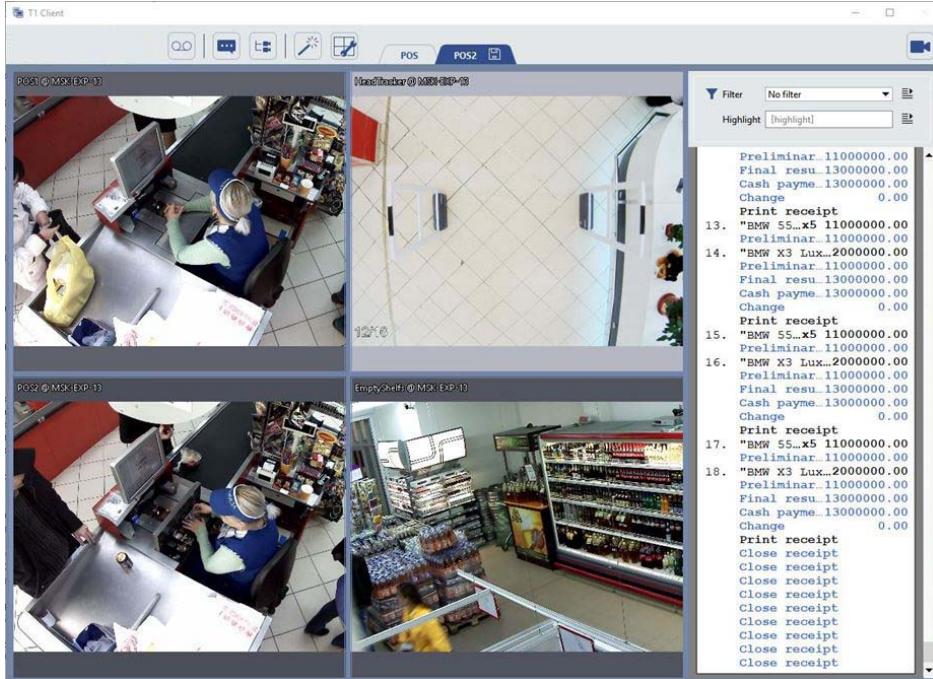 T1 Client
POS
POS2
POS1 @ MSK-EXP-13
HeadTracker @ MSK-EXP-13
POS2 @ MSK-EXP-13
EmptyShelfs @ MSK-EXP-13
Filter No filter
Highlight [highlight]
Preliminar…11000000.00
Final resu…13000000.00
Cash payme…13000000.00
Change 0.00
Print receipt
13. "BMW 55...x5 11000000.00
Preliminar…11000000.00
14. "BMW X3 Lux...2000000.00
Preliminar…11000000.00
Final resu…13000000.00
Cash payme…13000000.00
Change 0.00
Print receipt
15. "BMW 55...x5 11000000.00
Preliminar…11000000.00
16. "BMW X3 Lux...2000000.00
Preliminar…11000000.00
Final resu…13000000.00
Cash payme…13000000.00
Change 0.00
Print receipt
17. "BMW 55...x5 11000000.00
Preliminar…11000000.00
18. "BMW X3 Lux...2000000.00
Preliminar…11000000.00
Final resu…13000000.00
Cash payme…13000000.00
Change 0.00
Print receipt
Close receipt
Close receipt
Close receipt
Close receipt
Close receipt
Close receipt
Close receipt
Close receipt
Close receipt